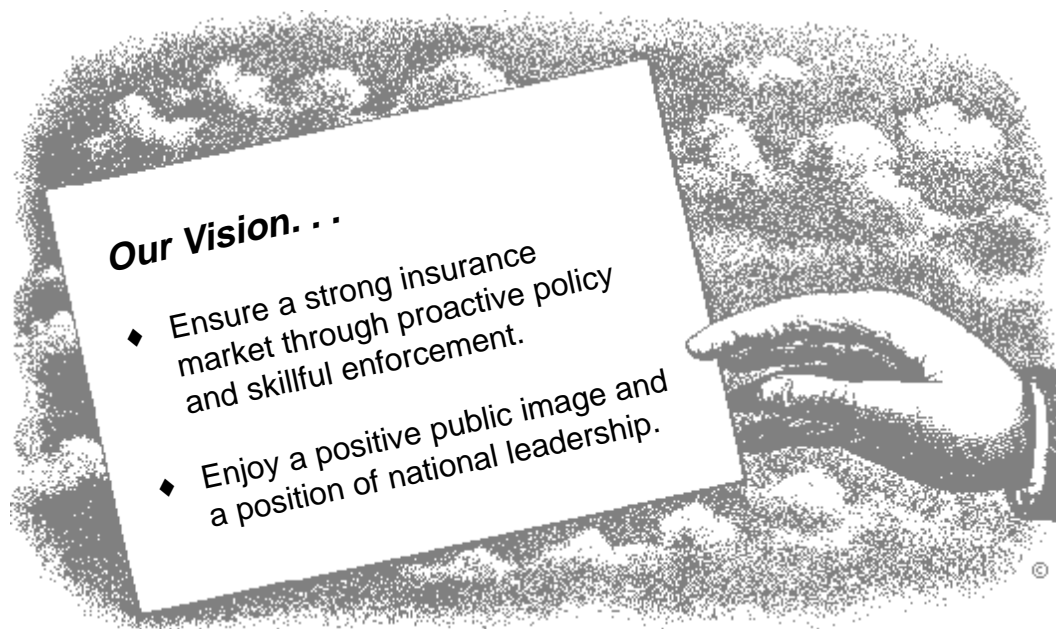 Our Vision. . .
♦ Ensure a strong insurance
market through proactive policy
and skillful enforcement.
♦ Enjoy a positive public image and
a position of national leadership.
©